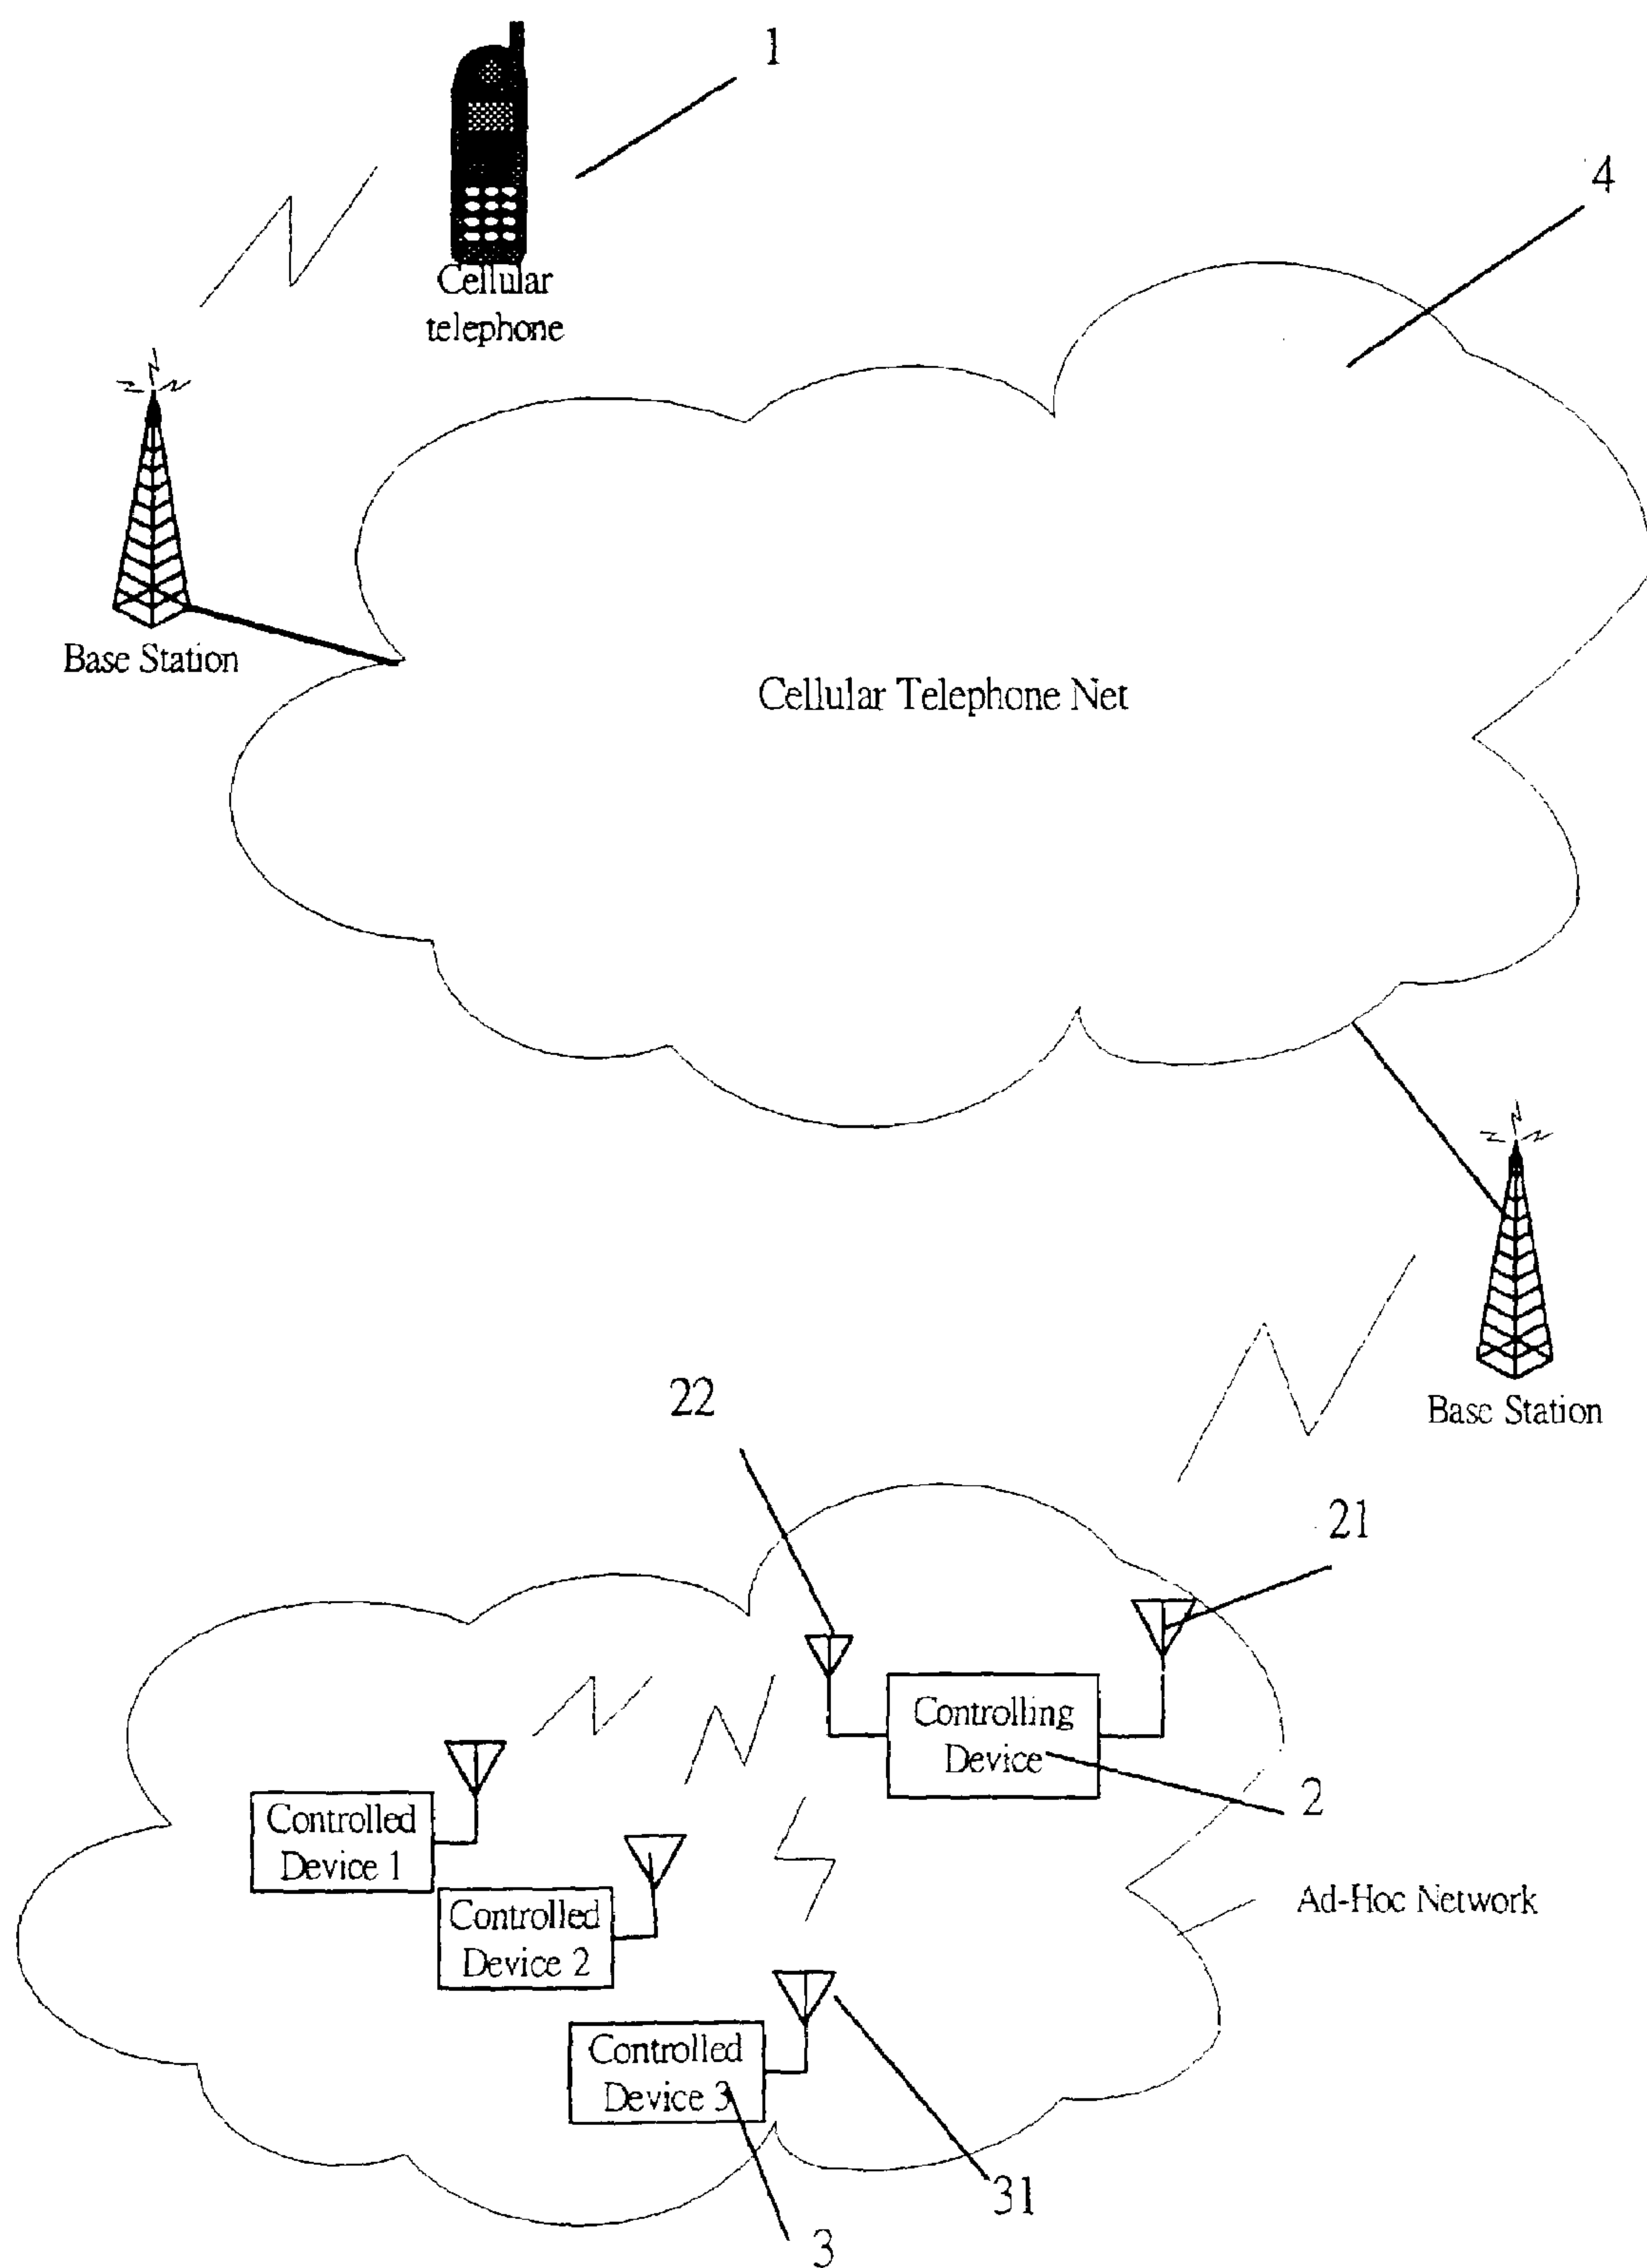 1
4
Cellular
telephone
Base Station
Cellular Telephone Net
22
Base Station
21
Controlling
Device
2
Controlled
Device 1
Controlled
Device 2
Ad-Hoc Network
Controlled
Device 3
31
3